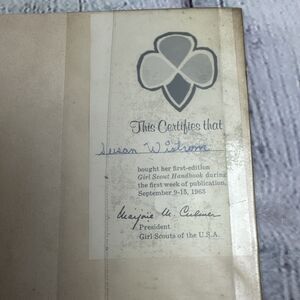 This Certifies that
Susan
bought her first-edition
Girl Scout Handbook during
the first week of publication,
September 9-15, 1963
Marjorie M. Culmer
President
Girl Scouts of the U.S.A.